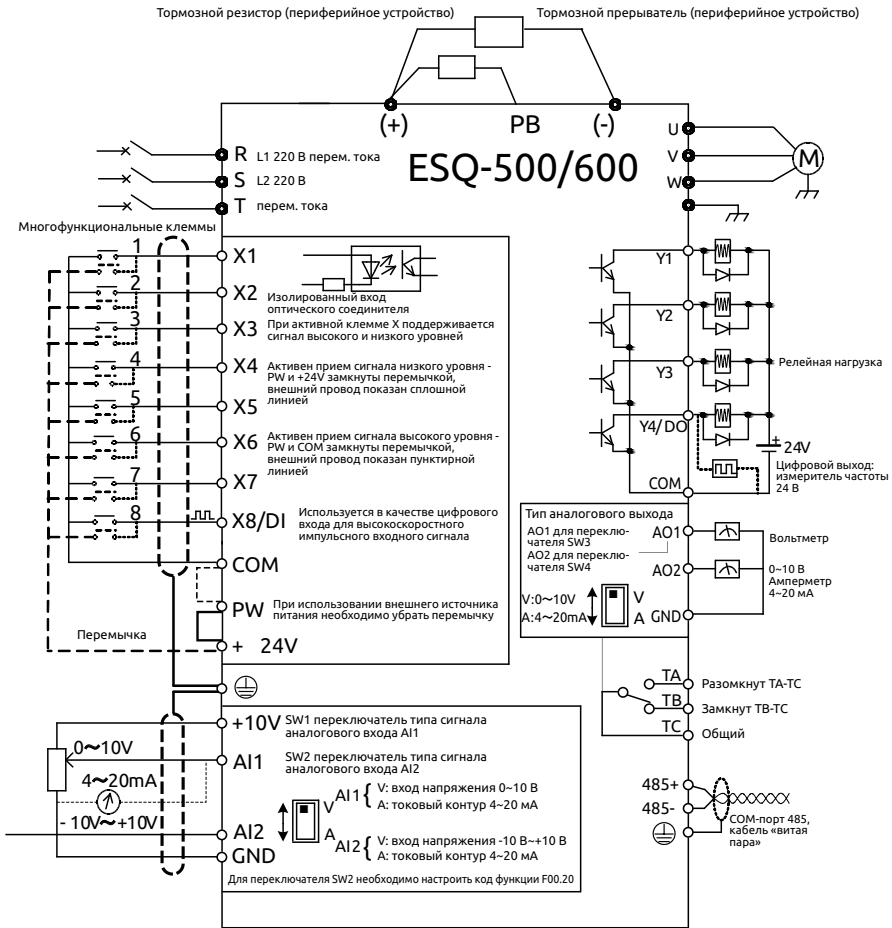 Тормозной резистор (периферийное устройство)
Тормозной прерыватель (периферийное устройство)
(+)
PB
(-)
ESQ-500/600
R L1 220 В перем. тока
S L2 220 В
T перем. тока
U
V
W
M
Многофункциональные клеммы
1
2
3
4
5
6
7
8
X1
X2
X3
X4
X5
X6
X7
X8/DI
COM
PW
+ 24V
Изолированный вход
оптического соединителя
При активной клемме X поддерживается
сигнал высокого и низкого уровней
Активен прием сигнала низкого уровня -
PW и +24V замкнуты перемычкой,
внешний провод показан сплошной
линией
Активен прием сигнала высокого уровня -
PW и COM замкнуты перемычкой,
внешний провод показан пунктирной
линией
Используется в качестве цифрового
входа для высокоскоростного
импульсного входного сигнала
При использовании внешнего источника
питания необходимо убрать перемычку
Перемычка
Y1
Y2
Y3
Y4/DO
COM
Релейная нагрузка
+
24V
Цифровой выход:
измеритель частоты
24 В
Тип аналогового выхода
AO1 для переклю-
чателя SW3
AO2 для переклю-
чателя SW4
V:0~10V
A:4~20mA
V
A
AO1
AO2
GND
Вольтметр
0~10 В
Амперметр
4~20 мА
TA
TB
TC
Разомкнут TA-TC
Замкнут TB-TC
Общий
485+
485-
COM-порт 485,
кабель «витая
пара»
+10V
AI1
AI2
GND
0~10V
4~20mA
- 10V~+10V
SW1 переключатель типа сигнала
аналогового входа AI1
SW2 переключатель типа сигнала
аналогового входа AI2
V
A
AI1 { V: вход напряжения 0~10 В
A: токовый контур 4~20 мА
AI2 { V: вход напряжения -10 В~+10 В
A: токовый контур 4~20 мА
Для переключателя SW2 необходимо настроить код функции F00.20